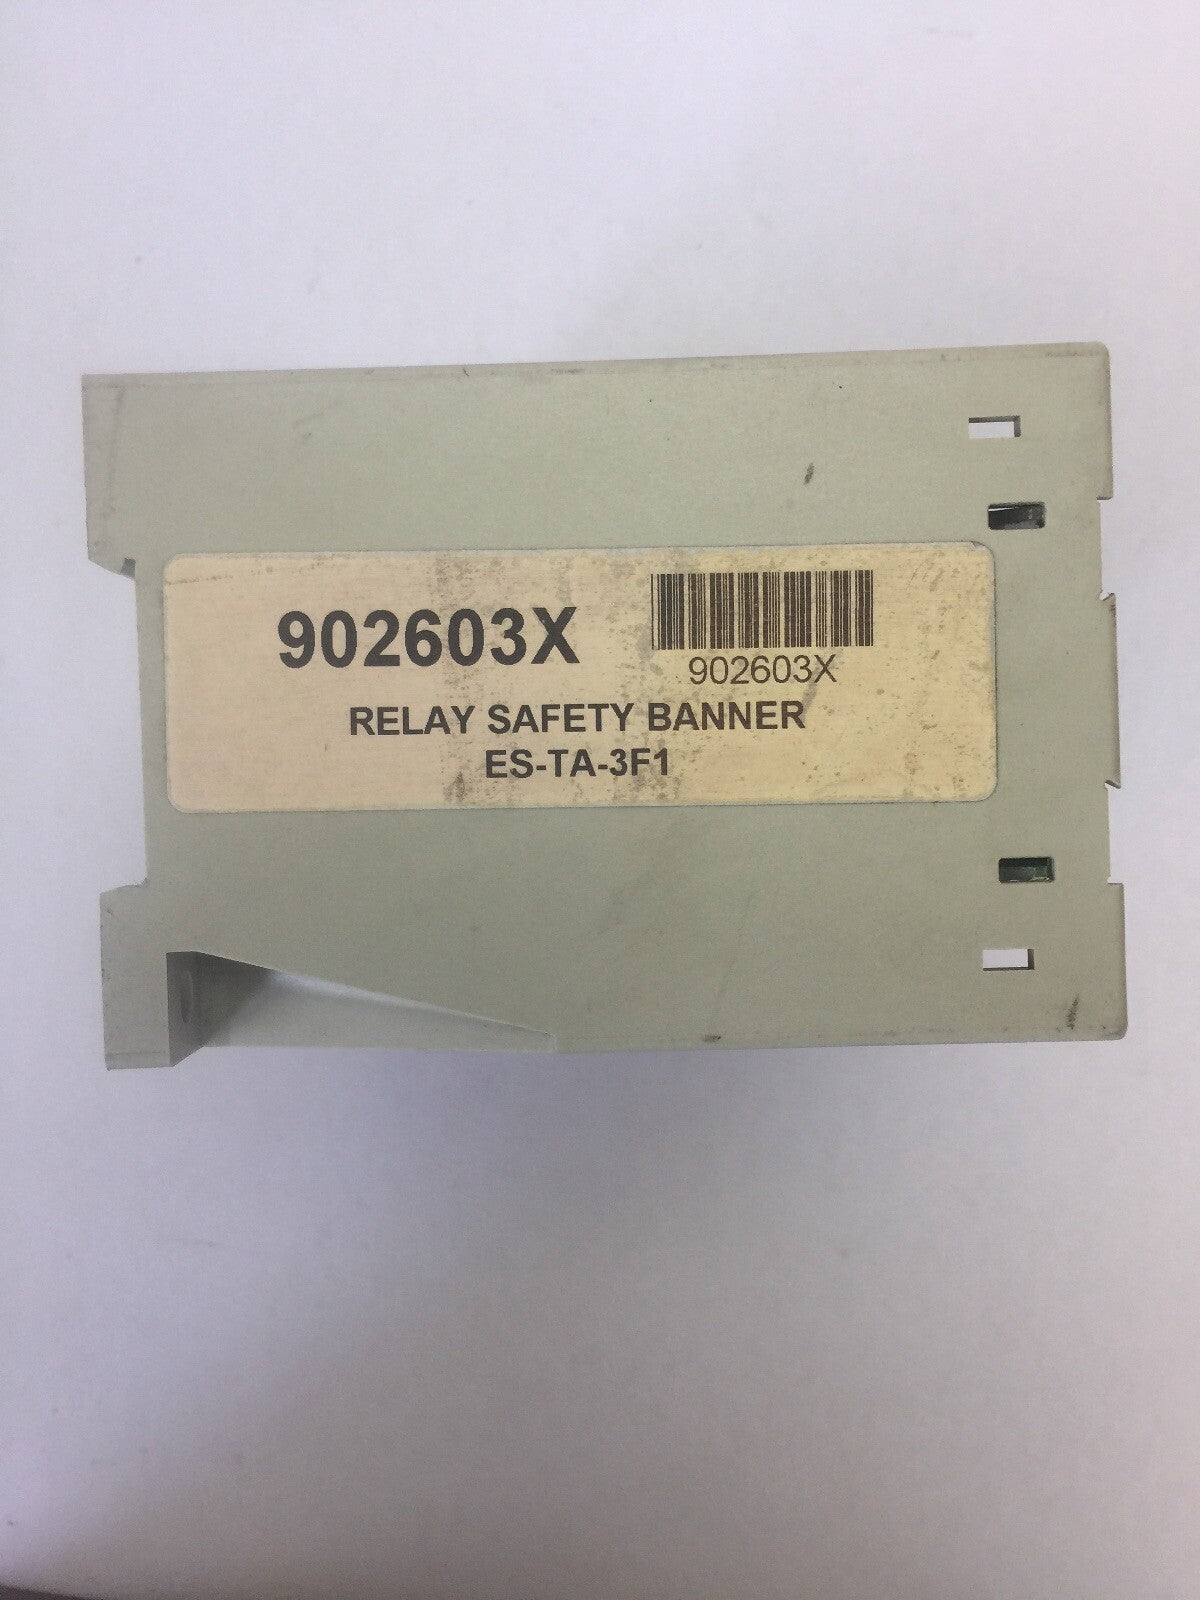 902603X
902603X
RELAY SAFETY BANNER
ES-TA-3F1